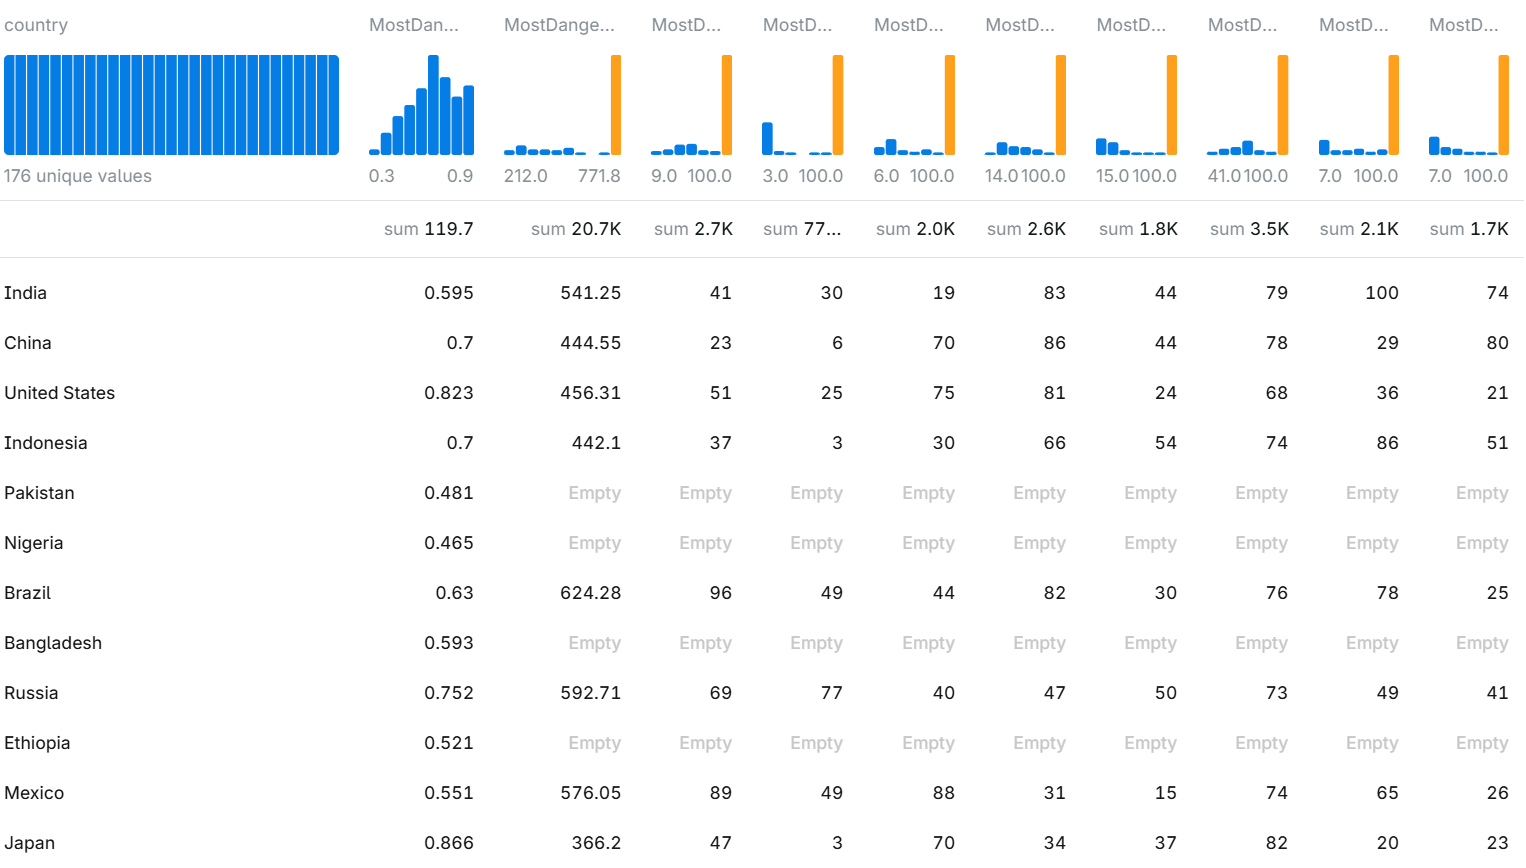 country MostDan... MostDange... MostD... MostD... MostD... MostD... MostD... MostD... MostD... MostD...
176 unique values 0.3 0.9 212.0 771.8 9.0 100.0 3.0 100.0 6.0 100.0 14.0 100.0 15.0 100.0 41.0 100.0 7.0 100.0 7.0 100.0
sum 119.7 sum 20.7K sum 2.7K sum 77... sum 2.0K sum 2.6K sum 1.8K sum 3.5K sum 2.1K sum 1.7K
India 0.595 541.25 41 30 19 83 44 79 100 74
China 0.7 444.55 23 6 70 86 44 78 29 80
United States 0.823 456.31 51 25 75 81 24 68 36 21
Indonesia 0.7 442.1 37 3 30 66 54 74 86 51
Pakistan 0.481 Empty Empty Empty Empty Empty Empty Empty Empty Empty
Nigeria 0.465 Empty Empty Empty Empty Empty Empty Empty Empty Empty
Brazil 0.63 624.28 96 49 44 82 30 76 78 25
Bangladesh 0.593 Empty Empty Empty Empty Empty Empty Empty Empty Empty
Russia 0.752 592.71 69 77 40 47 50 73 49 41
Ethiopia 0.521 Empty Empty Empty Empty Empty Empty Empty Empty Empty
Mexico 0.551 576.05 89 49 88 31 15 74 65 26
Japan 0.866 366.2 47 3 70 34 37 82 20 23